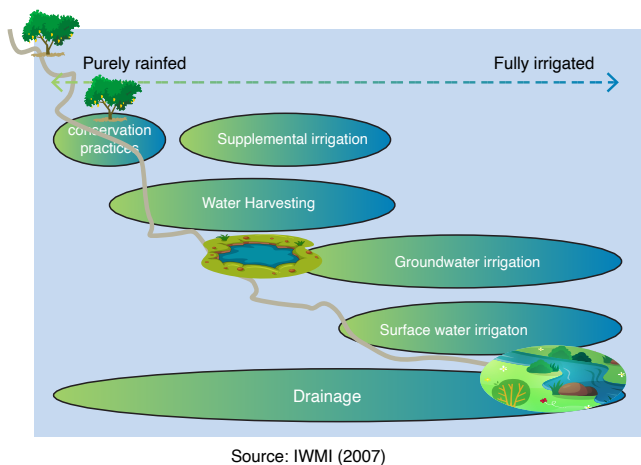 Purely rainfed
Fully irrigated
conservation
practices
Supplemental irrigation
Water Harvesting
Groundwater irrigation
Surface water irrigaton
Drainage
Source: IWMI (2007)